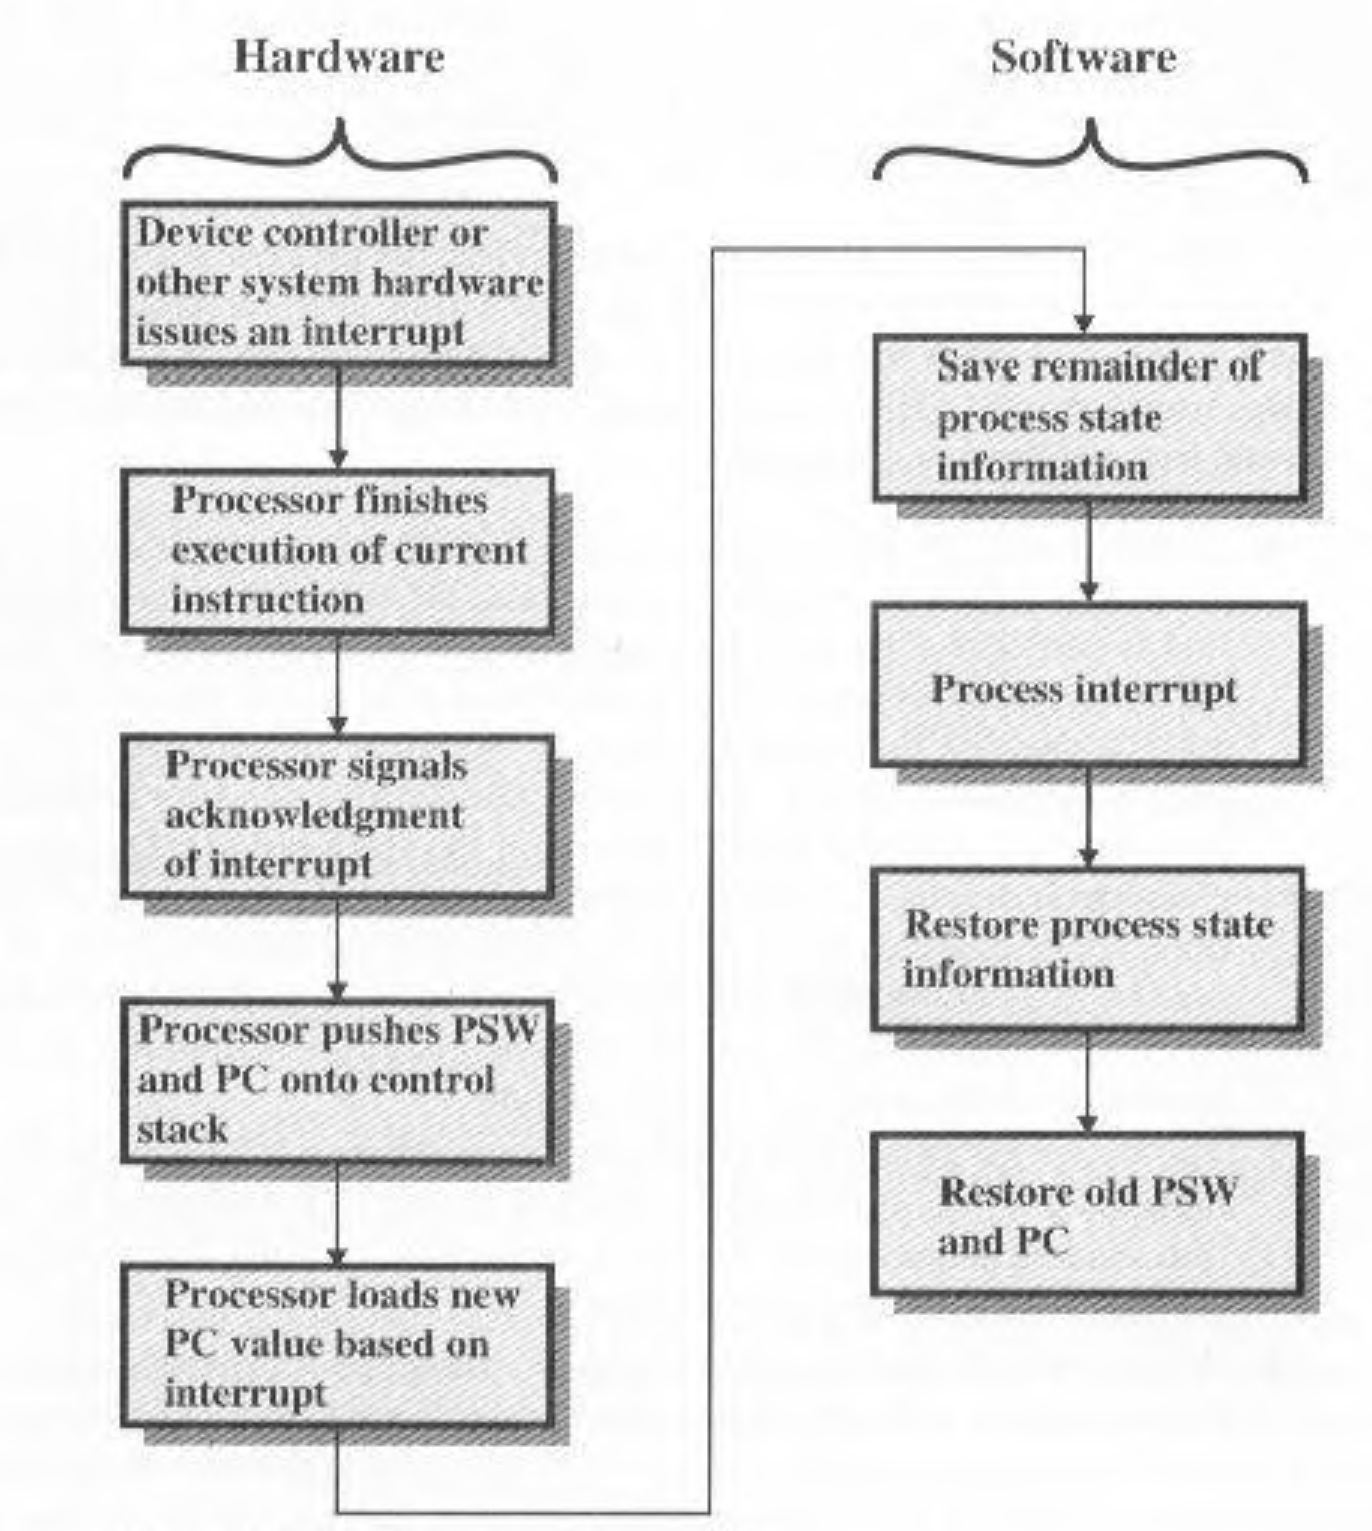 Hardware
Device controller or
other system hardware
issues an interrupt
Processor finishes
execution of current
instruction
Processor signals
acknowledgment
of interrupt
Processor pushes PSW
and PC onto control
stack
Processor loads new
PC value based on
interrupt
Software
Save remainder of
process state
information
Process interrupt
Restore process state
information
Restore old PSW
and PC